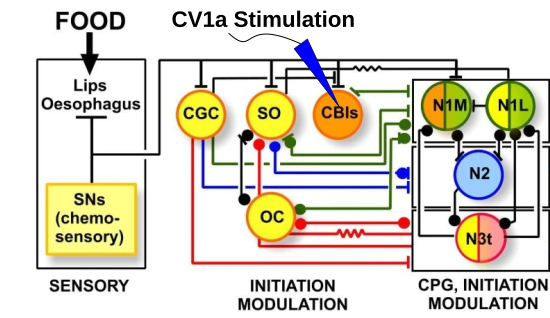 FOOD
CV1a Stimulation
Lips
Oesophagus
CGC
SO
CBIs
N1M
N1L
N2
SNs
(chemo-
sensory)
OC
N3t
SENSORY
INITIATION
MODULATION
CPG, INITIATION
MODULATION